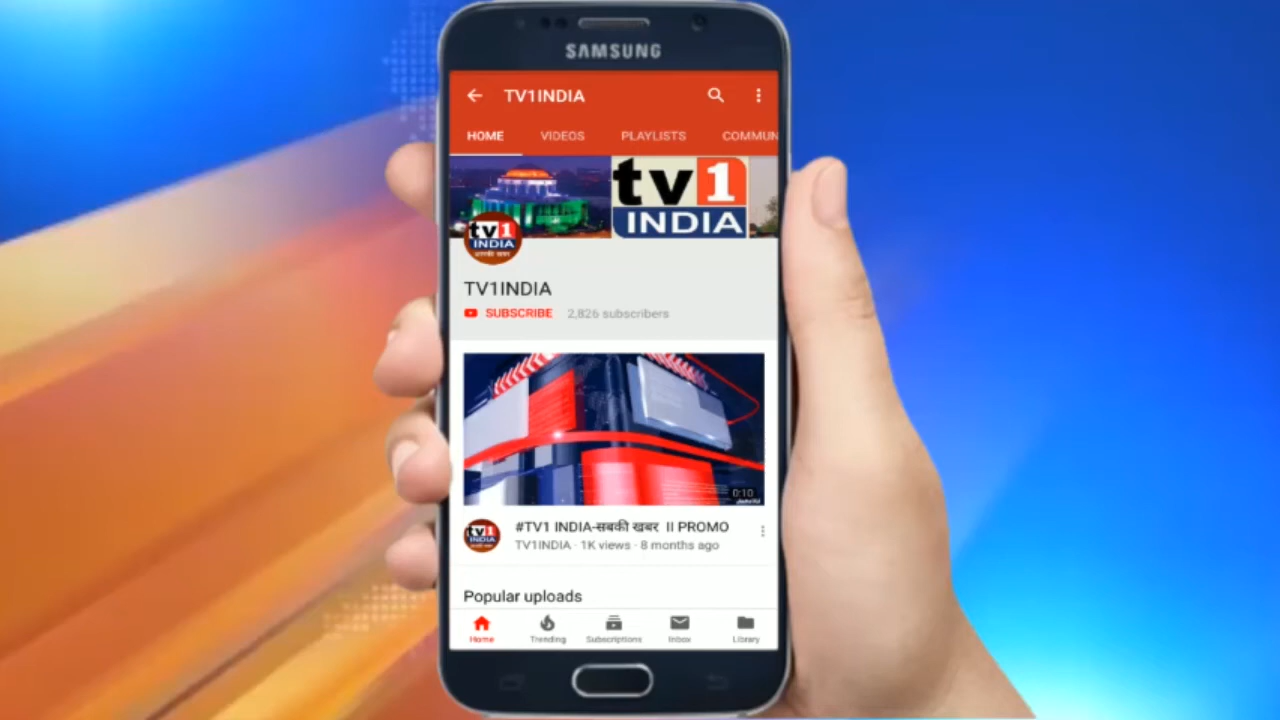 SAMSUNG
TV1INDIA
HOME VIDEOS PLAYLISTS COMMUN
tv1
INDIA
tv1
INDIA
TV1INDIA
SUBSCRIBE 2,826 subscribers
0:10
#TV1 INDIA-सबकी खबर II PROMO
tv1
INDIA
TV1INDIA · 1K views · 8 months ago
Popular uploads
Home Trending Subscriptions Inbox Library